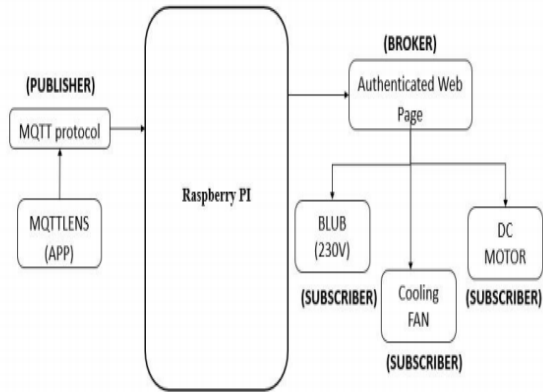 (PUBLISHER)
MQTT protocol
MQTTLENS
(APP)
Raspberry PI
(BROKER)
Authenticated Web
Page
BLUB
(230V)
(SUBSCRIBER)
Cooling
FAN
(SUBSCRIBER)
DC
MOTOR
(SUBSCRIBER)